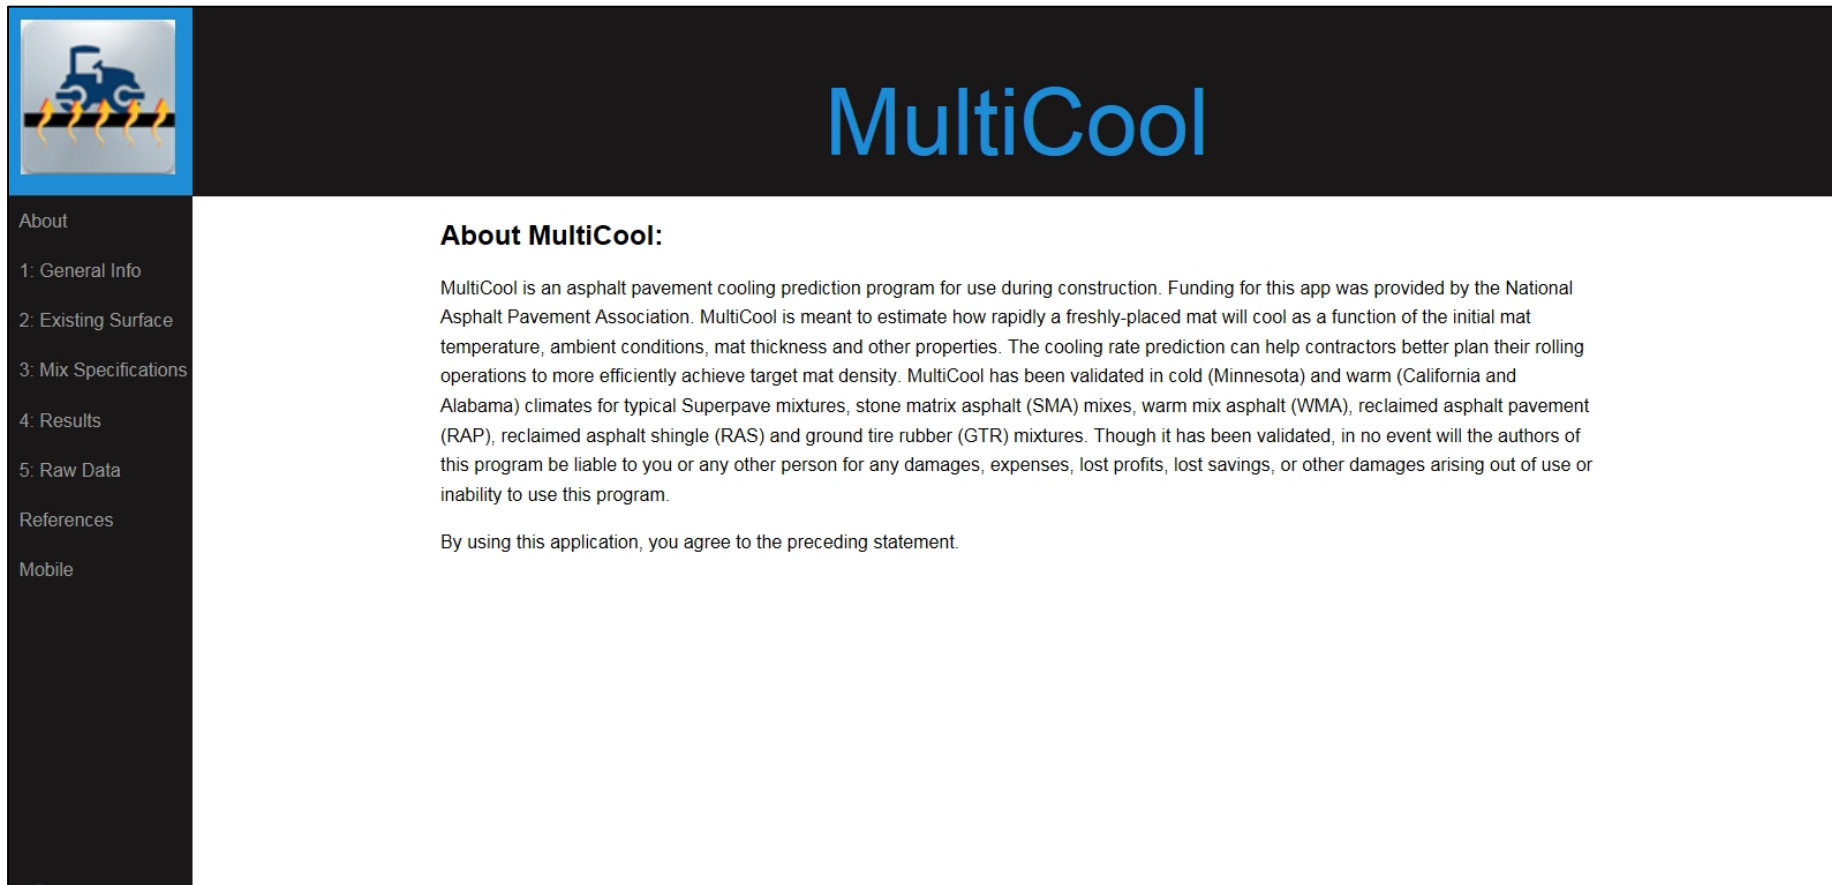 MultiCool
About
1: General Info
2: Existing Surface
3: Mix Specifications
4: Results
5: Raw Data
References
Mobile
About MultiCool:
MultiCool is an asphalt pavement cooling prediction program for use during construction. Funding for this app was provided by the National
Asphalt Pavement Association. MultiCool is meant to estimate how rapidly a freshly-placed mat will cool as a function of the initial mat
temperature, ambient conditions, mat thickness and other properties. The cooling rate prediction can help contractors better plan their rolling
operations to more efficiently achieve target mat density. MultiCool has been validated in cold (Minnesota) and warm (California and
Alabama) climates for typical Superpave mixtures, stone matrix asphalt (SMA) mixes, warm mix asphalt (WMA), reclaimed asphalt pavement
(RAP), reclaimed asphalt shingle (RAS) and ground tire rubber (GTR) mixtures. Though it has been validated, in no event will the authors of
this program be liable to you or any other person for any damages, expenses, lost profits, lost savings, or other damages arising out of use or
inability to use this program.
By using this application, you agree to the preceding statement.